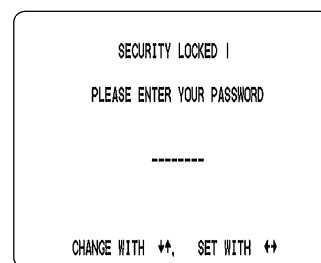 SECURITY LOCKED !
PLEASE ENTER YOUR PASSWORD
--------
CHANGE WITH ↓↑, SET WITH ←→